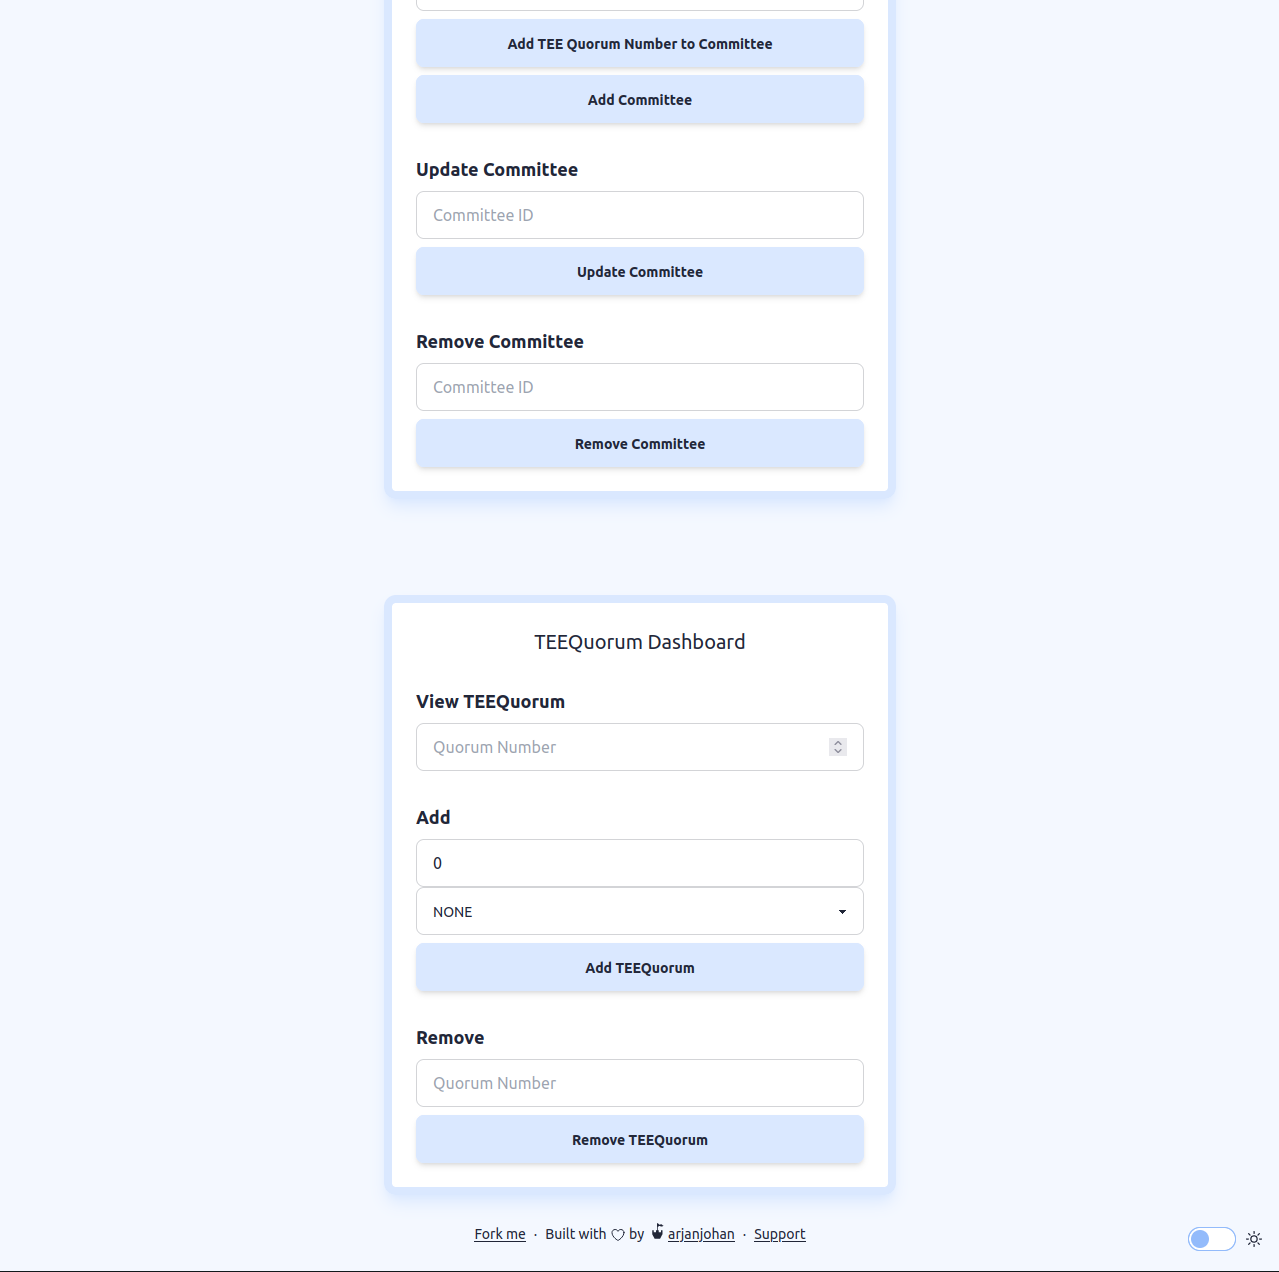 Add TEE Quorum Number to Committee
Add Committee
Update Committee
Committee ID
Update Committee
Remove Committee
Committee ID
Remove Committee
TEEQuorum Dashboard
View TEEQuorum
Quorum Number
Add
0
NONE
Add TEEQuorum
Remove
Quorum Number
Remove TEEQuorum
Fork me · Built with ♡ by arjanjohan · Support